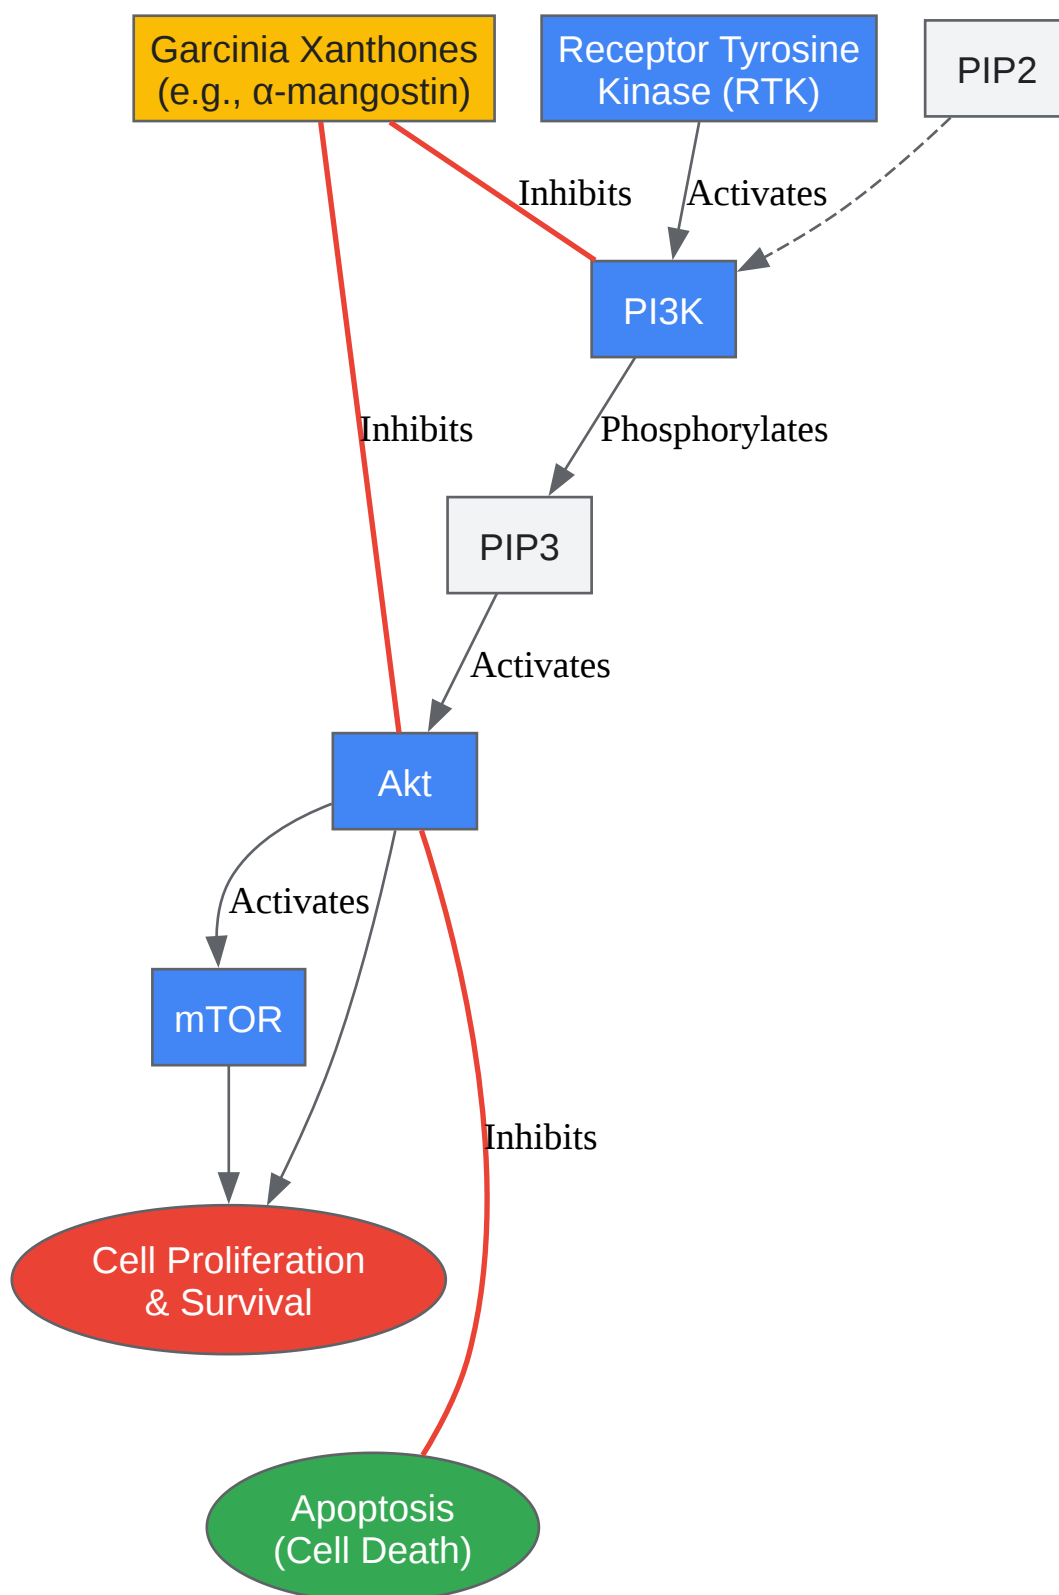 Garcinia Xanthones
(e.g., α-mangostin)
Receptor Tyrosine
Kinase (RTK)
PIP2
Inhibits
Activates
PI3K
Inhibits
Phosphorylates
PIP3
Activates
Akt
Activates
mTOR
Inhibits
Cell Proliferation
& Survival
Apoptosis
(Cell Death)